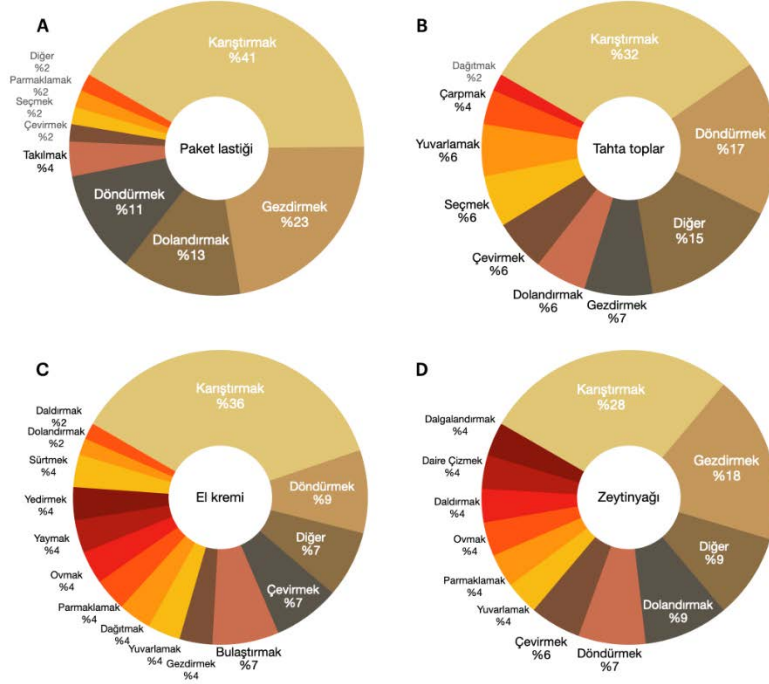 A
Karıştırmak
%41
Gezdirmek
%23
Dolandırmak
%13
Döndürmek
%11
Takılmak
%4
Çevirmek
%2
Seçmek
%2
Parmaklamak
%2
Diğer
%2
Paket lastiği
B
Karıştırmak
%32
Döndürmek
%17
Diğer
%15
Gezdirmek
%7
Dolandırmak
%6
Çevirmek
%6
Seçmek
%6
Yuvarlamak
%6
Çarpmak
%4
Dağıtmak
%2
Tahta toplar
C
Karıştırmak
%36
Döndürmek
%9
Diğer
%7
Çevirmek
%7
Bulaştırmak
%7
Gezdirmek
%4
Yuvarlamak
%4
Dağıtmak
%4
Parmaklamak
%4
Ovmak
%4
Yaymak
%4
Yedirmek
%4
Sürtmek
%4
Dolandırmak
%2
Daldırmak
%2
El kremi
D
Karıştırmak
%28
Gezdirmek
%18
Diğer
%9
Dolandırmak
%9
Döndürmek
%7
Çevirmek
%6
Yuvarlamak
%4
Parmaklamak
%4
Ovmak
%4
Daldırmak
%4
Daire Çizmek
%4
Dalgalandırmak
%4
Zeytinyağı